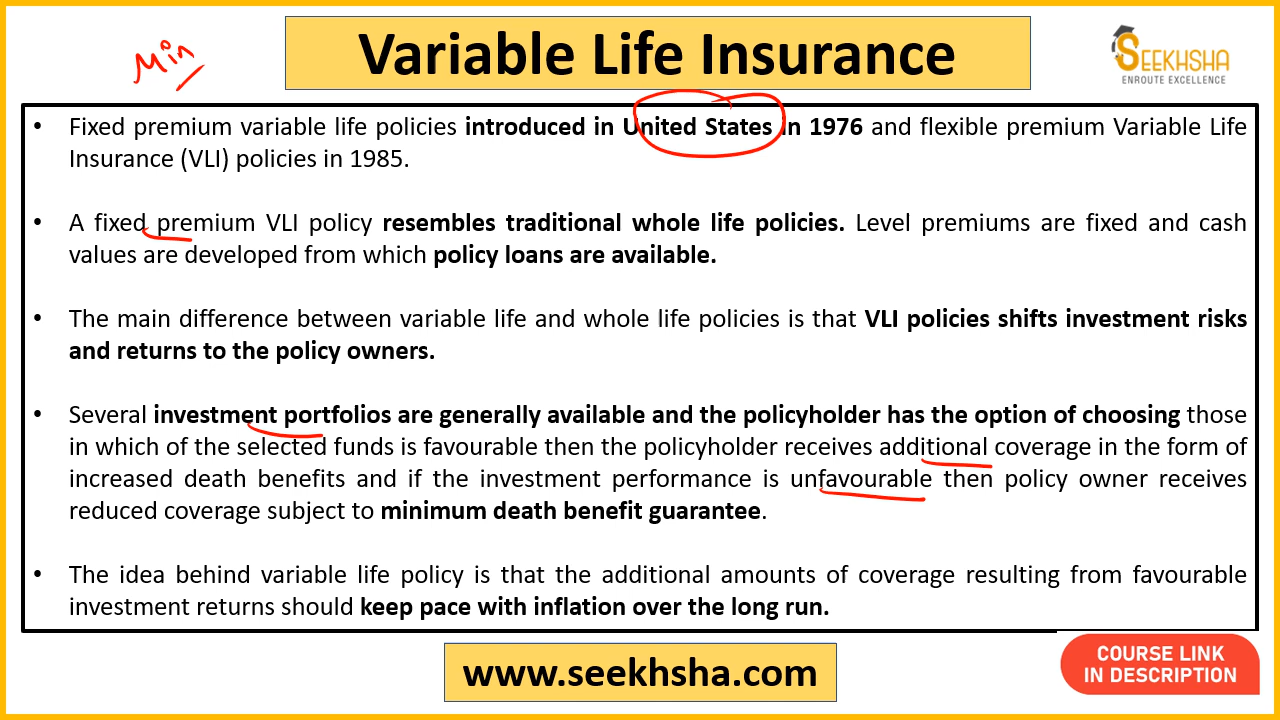 Min
Variable Life Insurance
SEEKHSHA
ENROUTE EXCELLENCE
• Fixed premium variable life policies introduced in United States in 1976 and flexible premium Variable Life
Insurance (VLI) policies in 1985.
• A fixed premium VLI policy resembles traditional whole life policies. Level premiums are fixed and cash
values are developed from which policy loans are available.
• The main difference between variable life and whole life policies is that VLI policies shifts investment risks
and returns to the policy owners.
• Several investment portfolios are generally available and the policyholder has the option of choosing those
in which of the selected funds is favourable then the policyholder receives additional coverage in the form of
increased death benefits and if the investment performance is unfavourable then policy owner receives
reduced coverage subject to minimum death benefit guarantee.
• The idea behind variable life policy is that the additional amounts of coverage resulting from favourable
investment returns should keep pace with inflation over the long run.
www.seekhsha.com
COURSE LINK
IN DESCRIPTION